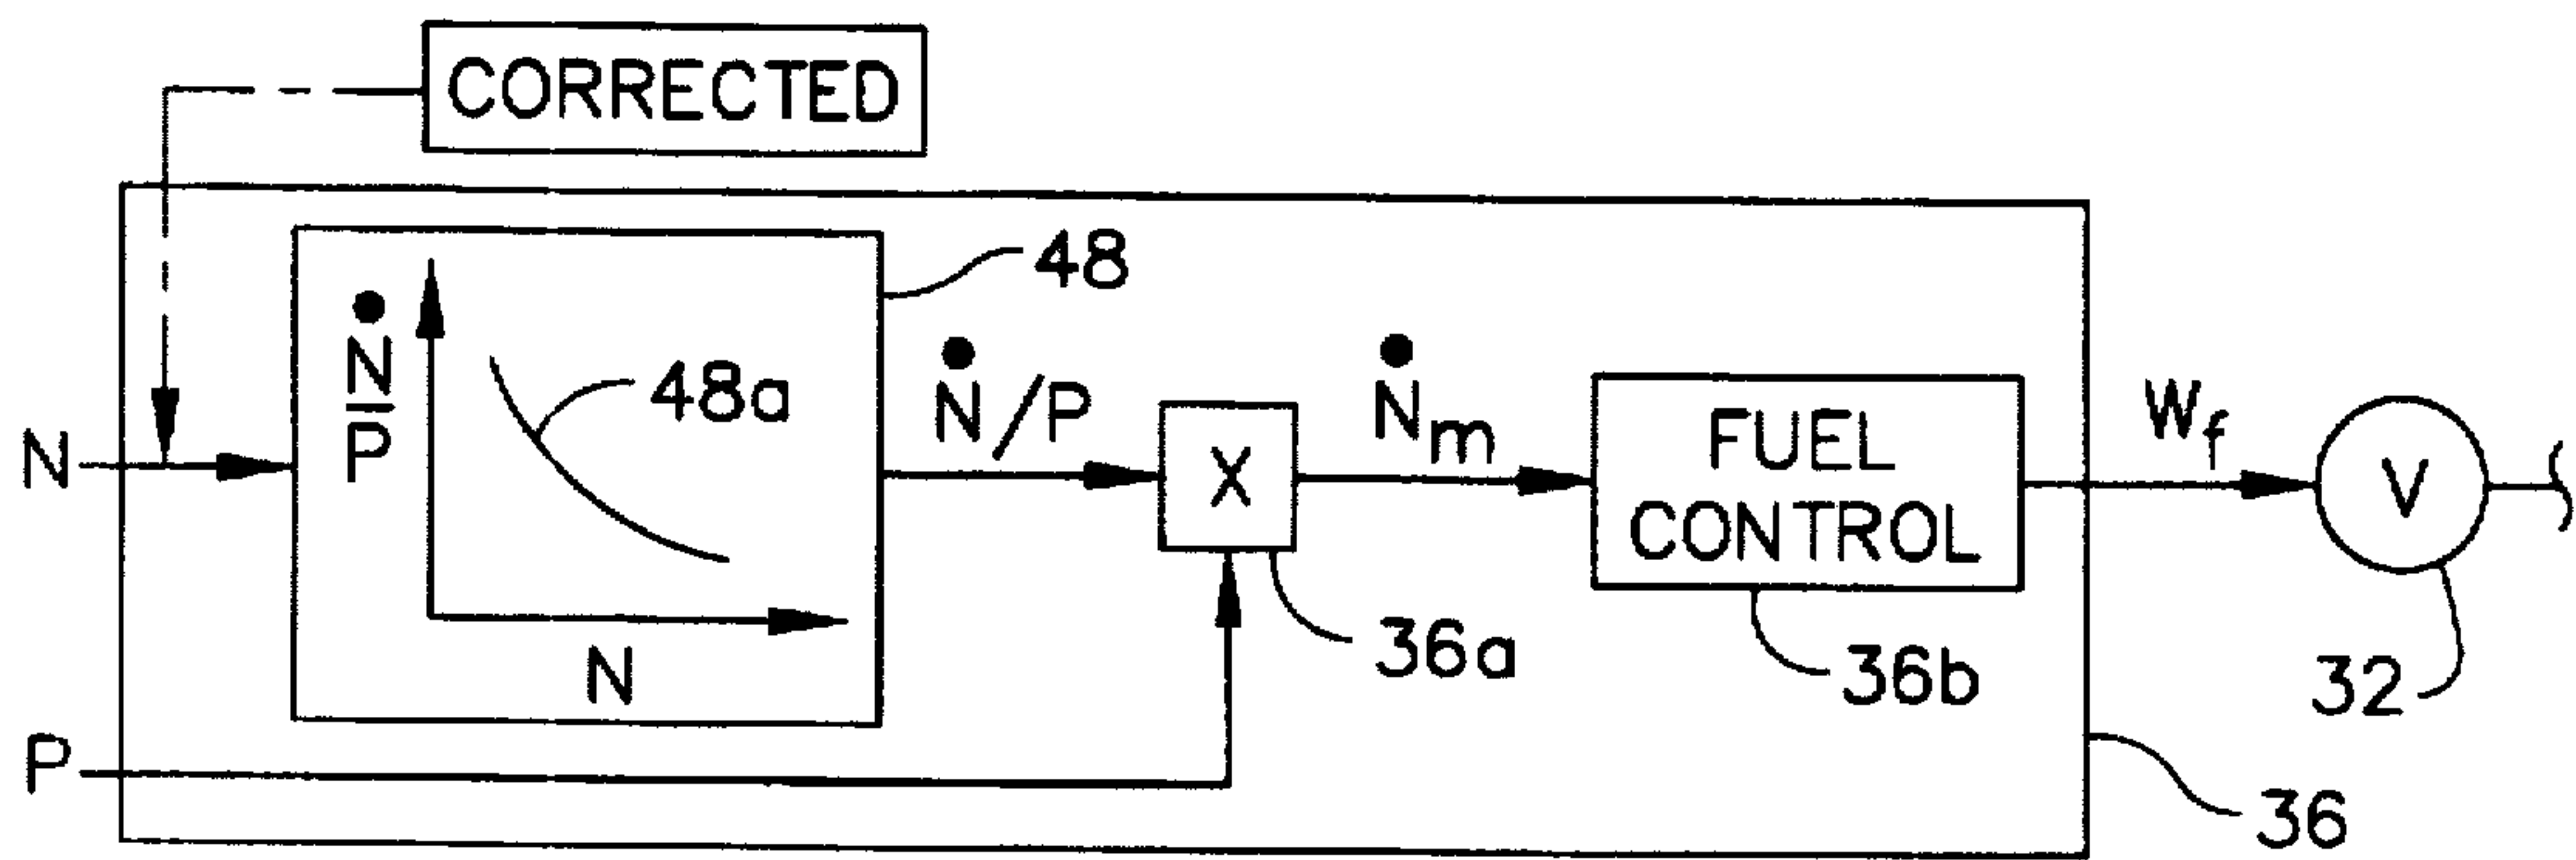 CORRECTED
48
Ṅ
P
48a
N
N
Ṅ/P
X
Ṅm
FUEL
CONTROL
Wf
V
36a
36b
32
P
36